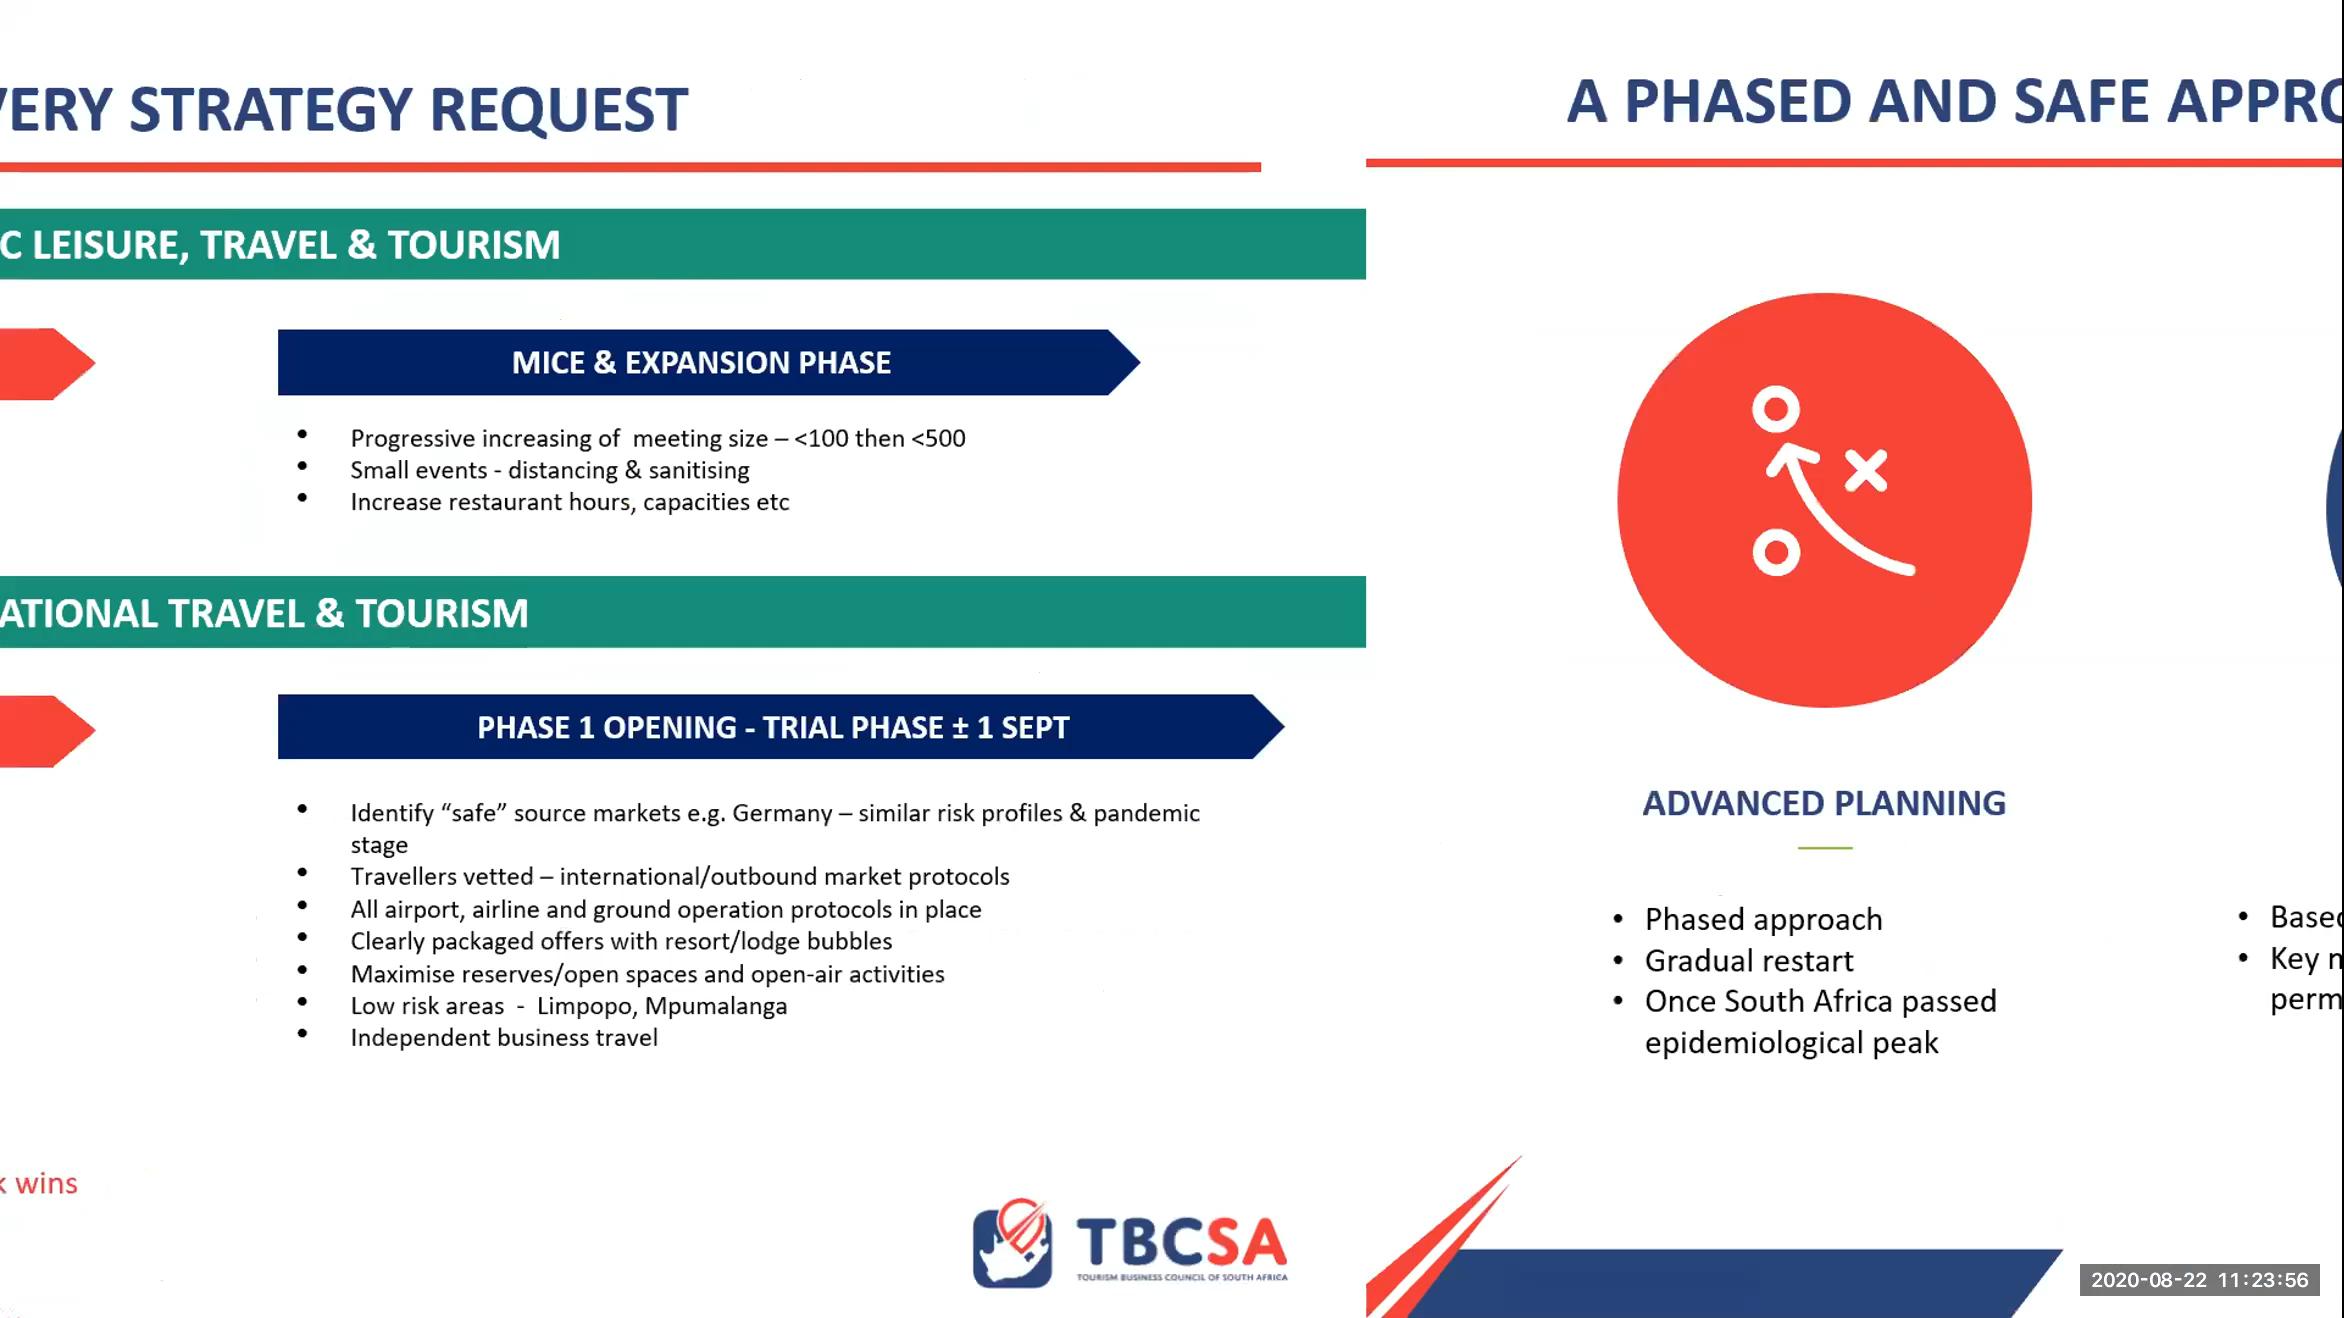 VERY STRATEGY REQUEST
C LEISURE, TRAVEL & TOURISM
MICE & EXPANSION PHASE
• Progressive increasing of  meeting size – <100 then <500
• Small events - distancing & sanitising
• Increase restaurant hours, capacities etc
ATIONAL TRAVEL & TOURISM
PHASE 1 OPENING - TRIAL PHASE ± 1 SEPT
• Identify “safe” source markets e.g. Germany – similar risk profiles & pandemic
stage
• Travellers vetted – international/outbound market protocols
• All airport, airline and ground operation protocols in place
• Clearly packaged offers with resort/lodge bubbles
• Maximise reserves/open spaces and open-air activities
• Low risk areas  -  Limpopo, Mpumalanga
• Independent business travel
k wins
TBCSA
TOURISM BUSINESS COUNCIL OF SOUTH AFRICA
A PHASED AND SAFE APPRO
ADVANCED PLANNING
• Phased approach
• Gradual restart
• Once South Africa passed
epidemiological peak
• Based
• Key
perm
2020-08-22 11:23:56